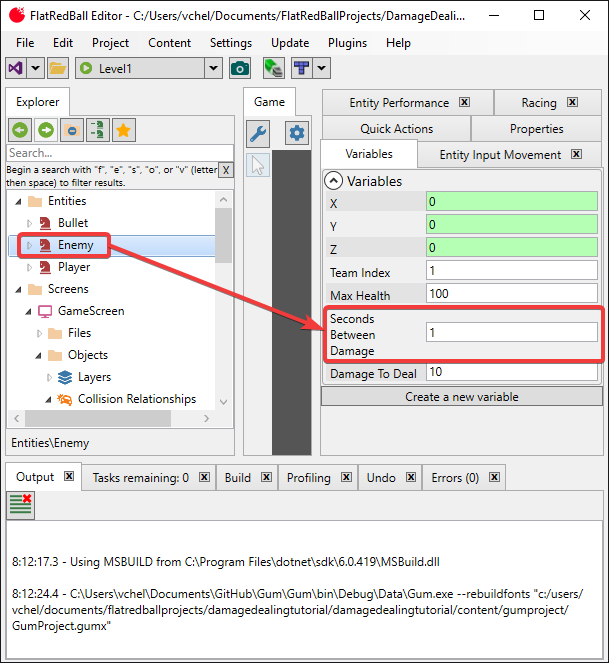 FlatRedBall Editor - C:/Users/vchel/Documents/FlatRedBallProjects/DamageDeali...
File Edit Project Content Settings Update Plugins Help
Level1
Explorer
Search...
Begin a search with "f", "e", "s", "o", or "v" (letter X
then space) to filter results.
Entities
Bullet
Enemy
Player
Screens
GameScreen
Files
Objects
Layers
Collision Relationships
Entities\Enemy
Game
Entity Performance Racing
Quick Actions Properties
Variables Entity Input Movement
Variables
X 0
Y 0
Z 0
Team Index 1
Max Health 100
Seconds
Between 1
Damage
Damage To Deal 10
Create a new variable
Output Tasks remaining: 0 Build Profiling Undo Errors (0)
8:12:17.3 - Using MSBUILD from C:\Program Files\dotnet\sdk\6.0.419\MSBuild.dll
8:12:24.4 - C:\Users\vchel\Documents\GitHub\Gum\Gum\bin\Debug\Data\Gum.exe --rebuildfonts "c:/users/
vchel/documents/flatredballprojects/damagedealingtutorial/damagedealingtutorial/content/gumproject/
GumProject.gumx"